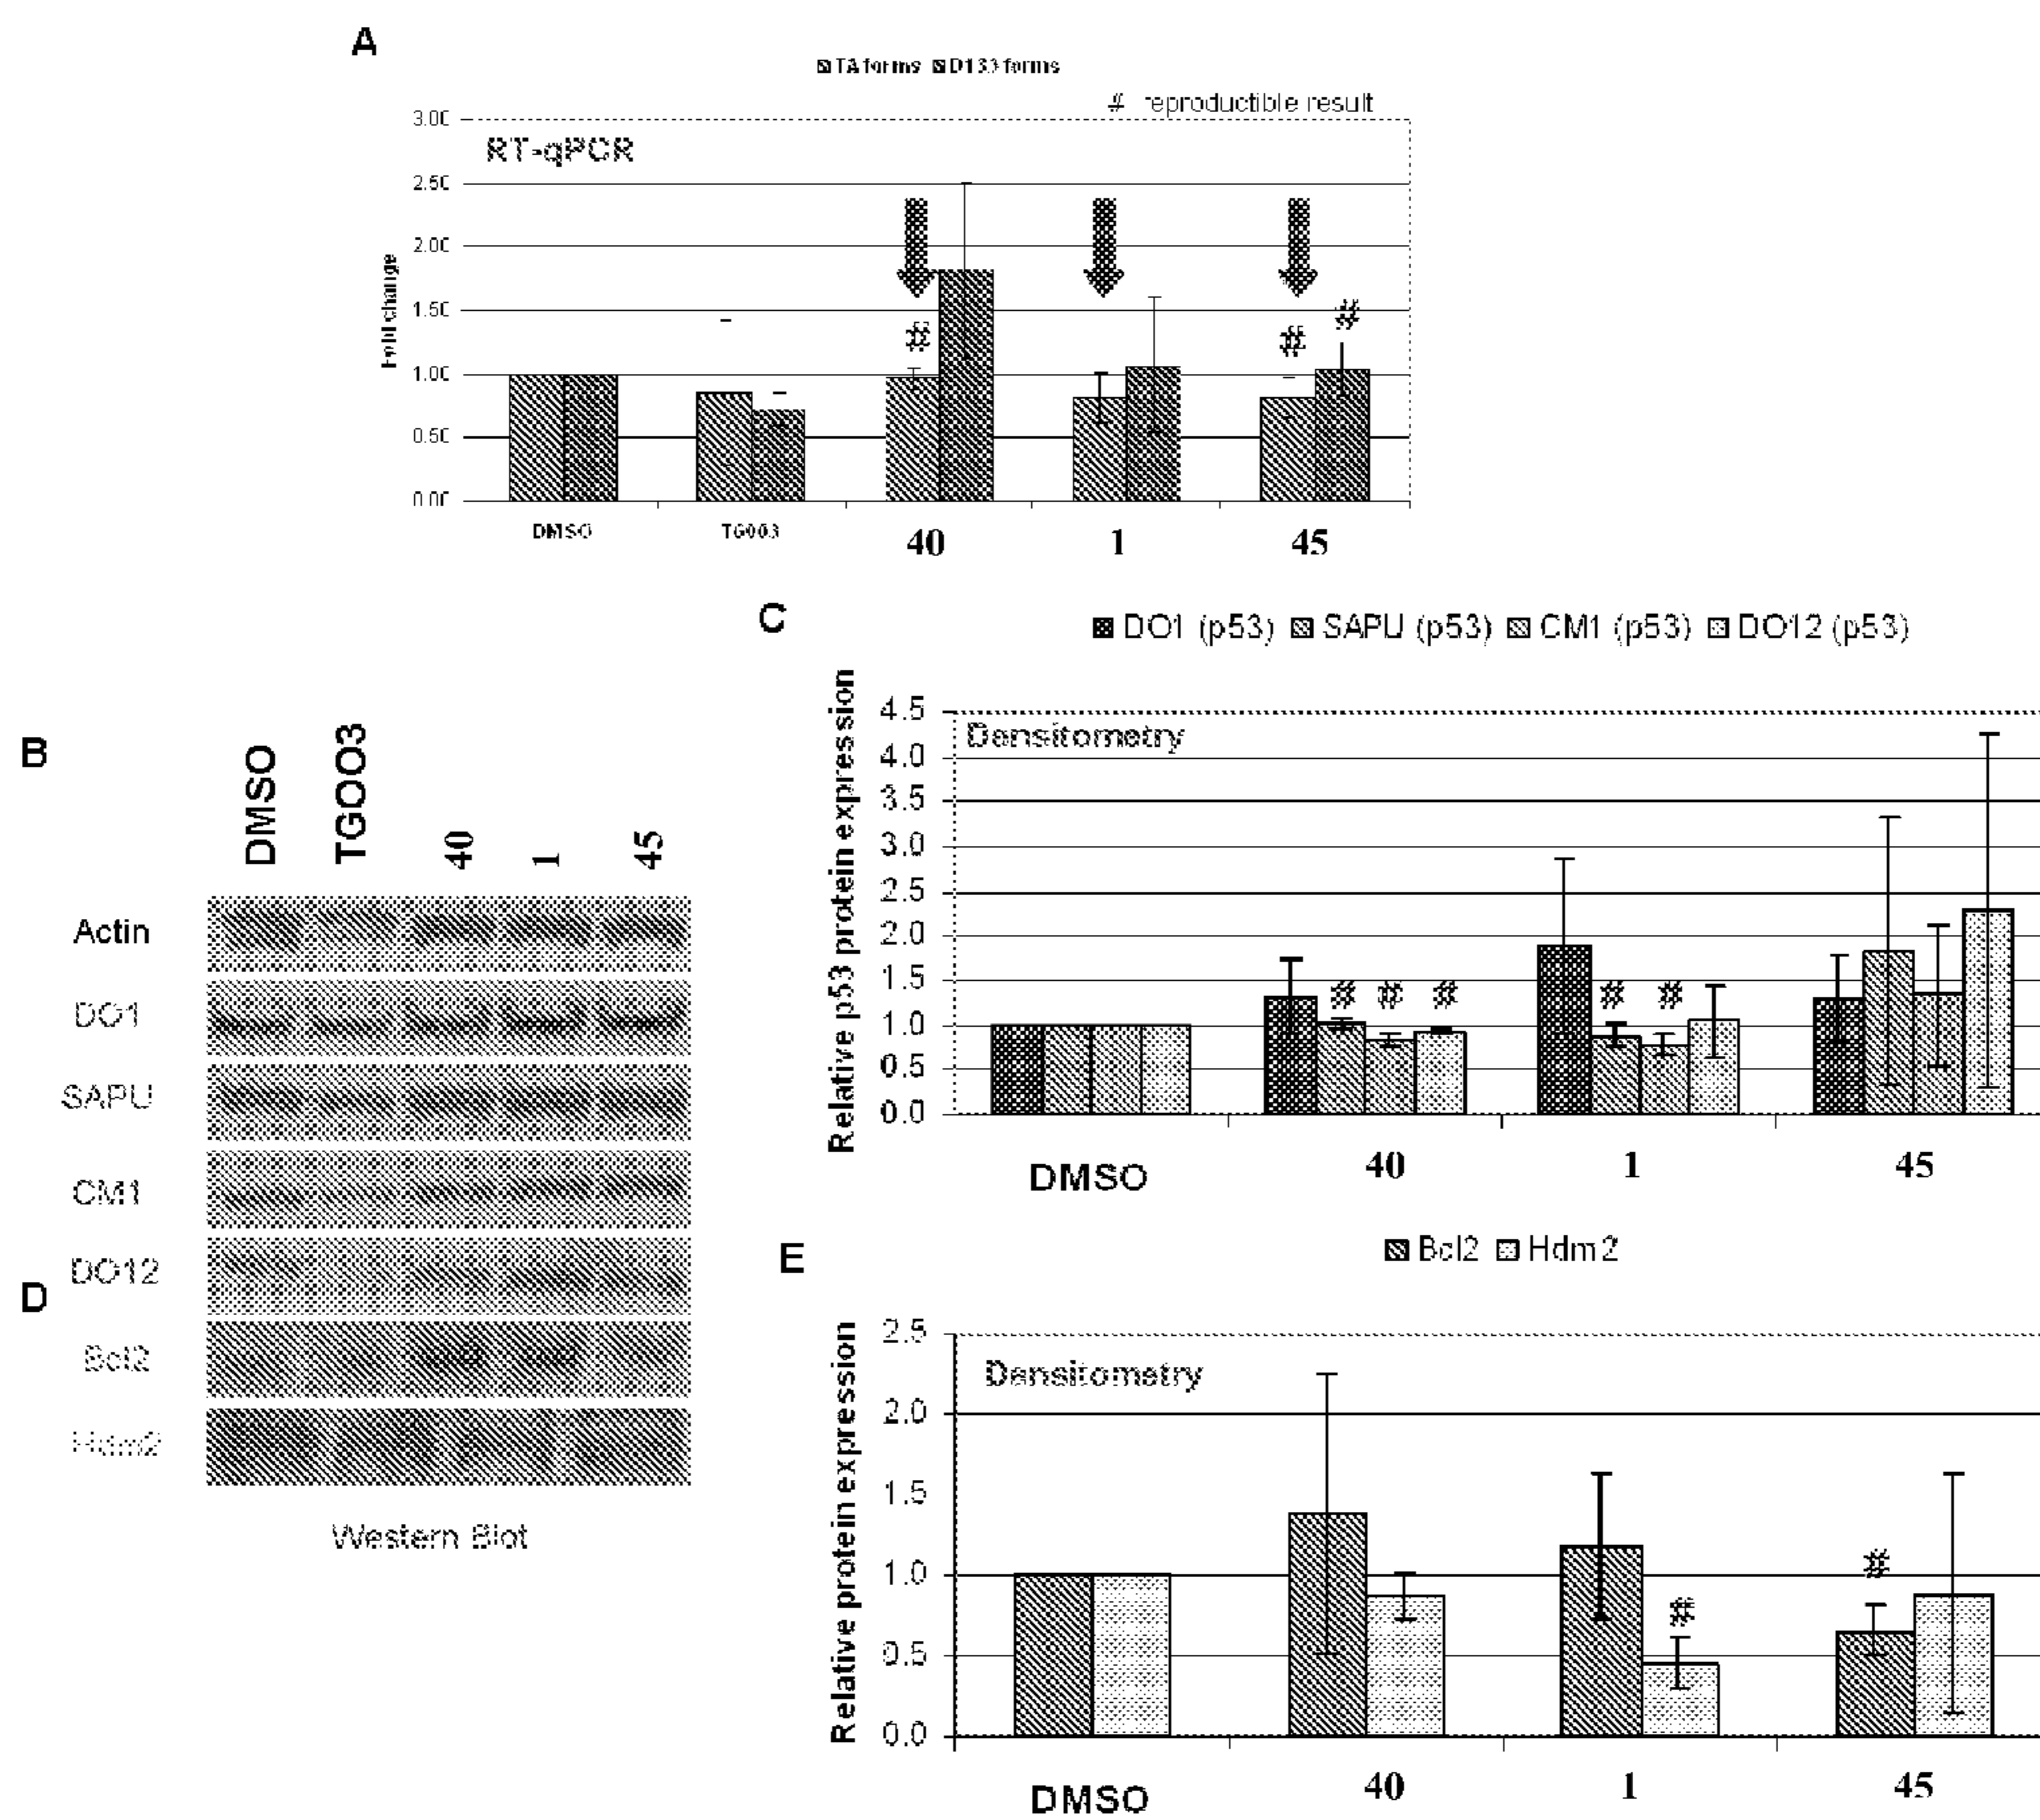 A
TA forms D133 forms
# reproductible result
3.00
RT-qPCR
2.50
2.00
1.50
1.00
0.50
0.00
Fold change
# # #
DMSO TG003 40 1 45
B
DMSO TGOO3 40 1 45
Actin
DO1
SAPU
CM1
DO12
D
Bcl2
Hdm2
Western Blot
C
DO1 (p53) SAPU (p53) CM1 (p53) DO12 (p53)
Relative p53 protein expression
4.5
Densitometry
4.0
3.5
3.0
2.5
2.0
1.5
1.0
0.5
0.0
# # # # #
DMSO 40 1 45
E
Bcl2 Hdm2
Relative protein expression
2.5
Densitometry
2.0
1.5
1.0
0.5
0.0
# #
DMSO 40 1 45